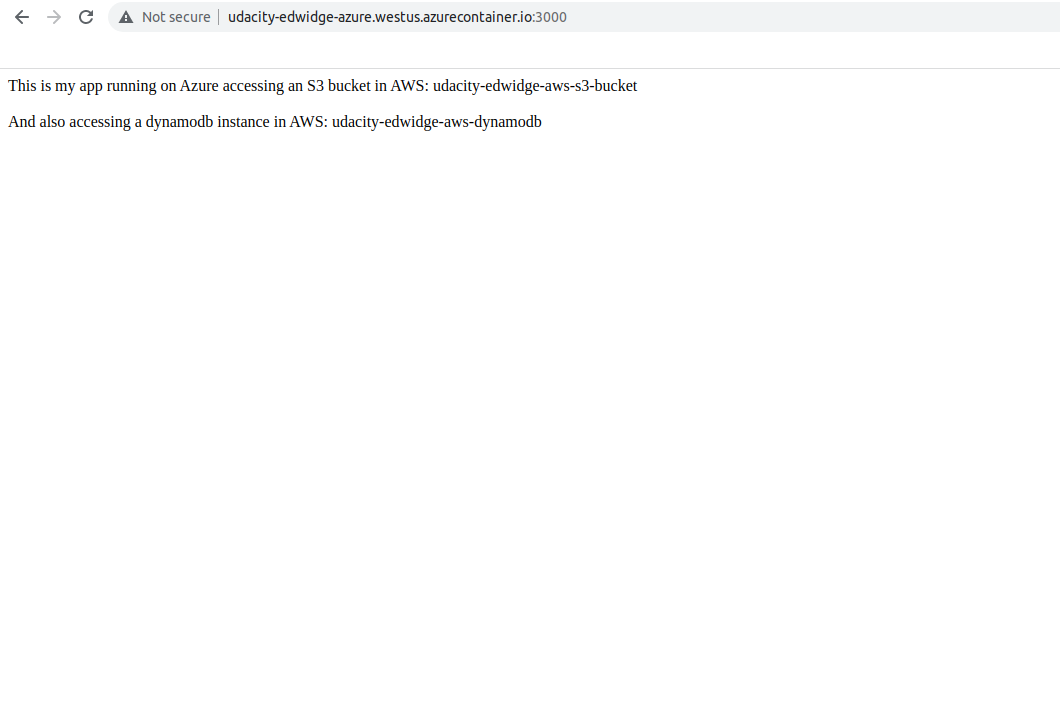 Not secure | udacity-edwidge-azure.westus.azurecontainer.io:3000
This is my app running on Azure accessing an S3 bucket in AWS: udacity-edwidge-aws-s3-bucket
And also accessing a dynamodb instance in AWS: udacity-edwidge-aws-dynamodb